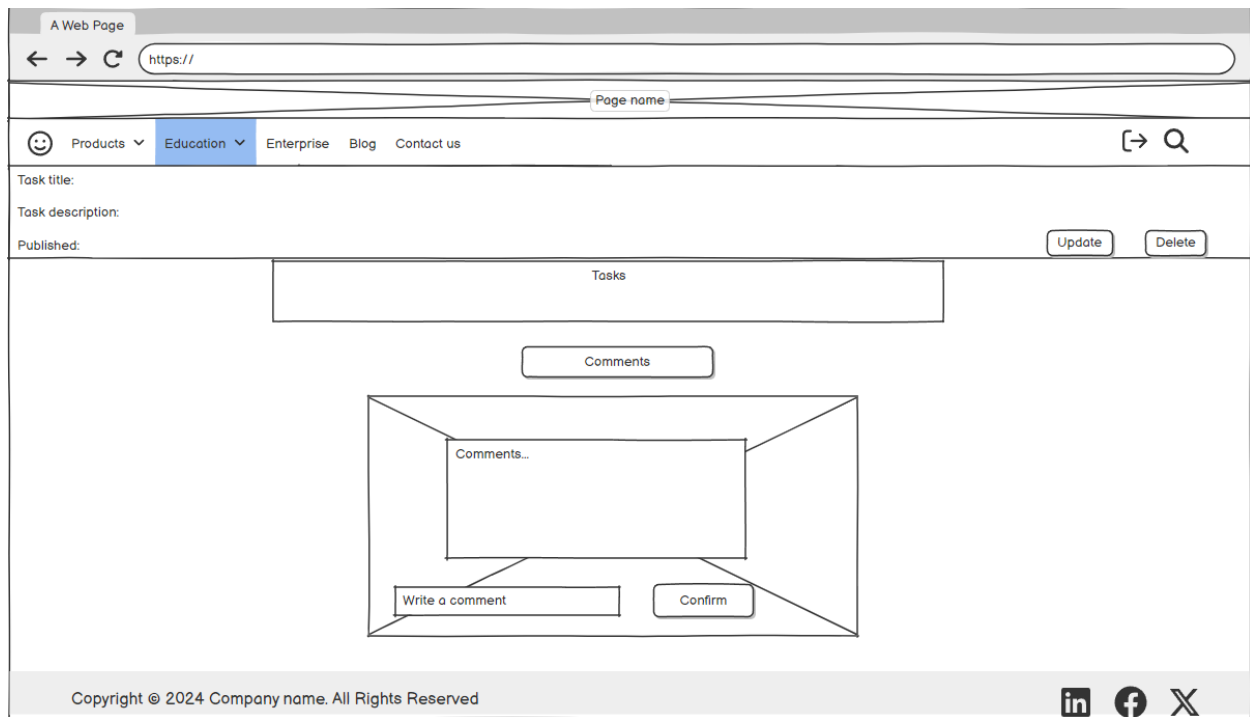 A Web Page
https://
Page name
Products Education Enterprise Blog Contact us
Task title:
Task description:
Published:
Update Delete
Tasks
Comments
Comments...
Write a comment Confirm
Copyright © 2024 Company name. All Rights Reserved
in f X